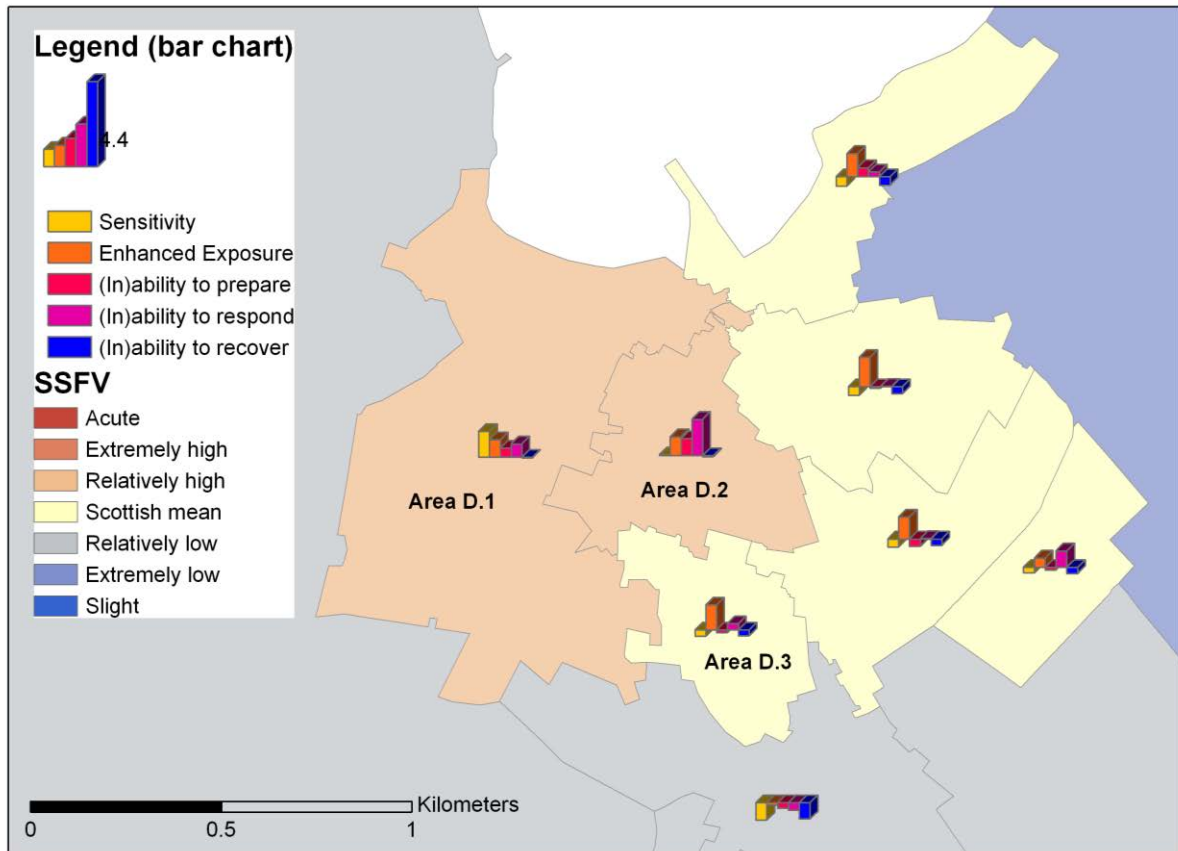 Legend (bar chart)
4.4
Sensitivity
Enhanced Exposure
(In)ability to prepare
(In)ability to respond
(In)ability to recover
SSFV
Acute
Extremely high
Relatively high
Scottish mean
Relatively low
Extremely low
Slight
Area D.1
Area D.2
Area D.3
Kilometers
0 0.5 1